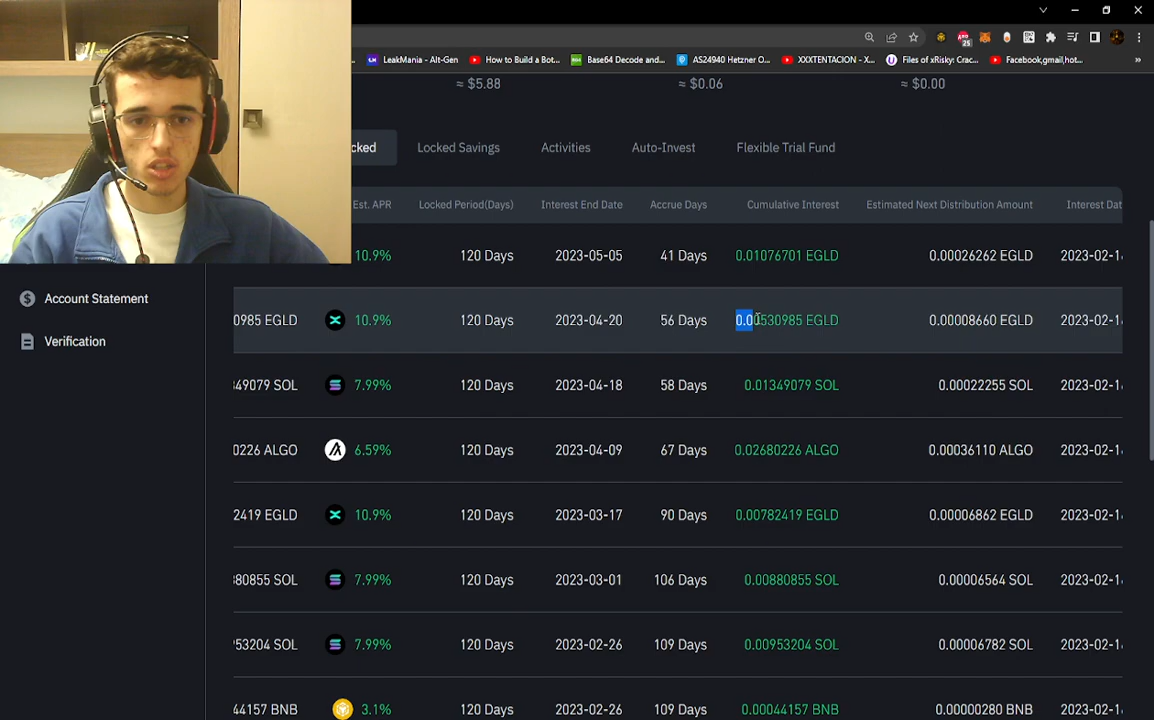 25
LeakMania - Alt-Gen
How to Build a Bot...
Base64 Decode and...
AS24940 Hetzner O...
XXXTENTACION - X...
Files of xRisky: Crac...
Facebook,gmail,hot...
»
≈ $5.88 ≈ $0.06 ≈ $0.00
cked Locked Savings Activities Auto-Invest Flexible Trial Fund
Est. APR Locked Period(Days) Interest End Date Accrue Days Cumulative Interest Estimated Next Distribution Amount Interest Dat
10.9% 120 Days 2023-05-05 41 Days 0.01076701 EGLD 0.00026262 EGLD 2023-02-1
Account Statement
0985 EGLD 10.9% 120 Days 2023-04-20 56 Days 0.00530985 EGLD 0.00008660 EGLD 2023-02-1
Verification
349079 SOL 7.99% 120 Days 2023-04-18 58 Days 0.01349079 SOL 0.00022255 SOL 2023-02-1
0226 ALGO 6.59% 120 Days 2023-04-09 67 Days 0.02680226 ALGO 0.00036110 ALGO 2023-02-1
2419 EGLD 10.9% 120 Days 2023-03-17 90 Days 0.00782419 EGLD 0.00006862 EGLD 2023-02-1
880855 SOL 7.99% 120 Days 2023-03-01 106 Days 0.00880855 SOL 0.00006564 SOL 2023-02-1
953204 SOL 7.99% 120 Days 2023-02-26 109 Days 0.00953204 SOL 0.00006782 SOL 2023-02-1
44157 BNB 3.1% 120 Days 2023-02-26 109 Days 0.00044157 BNB 0.00000280 BNB 2023-02-1